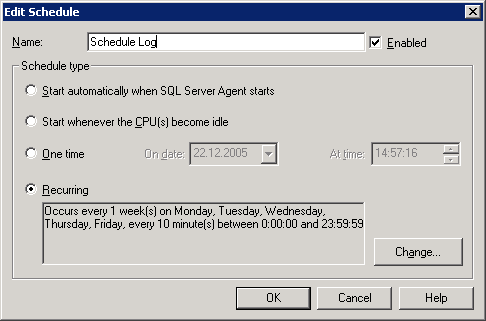 Edit Schedule
Name: Schedule Log Enabled
Schedule type
Start automatically when SQL Server Agent starts
Start whenever the CPU(s) become idle
One time On date: 22.12.2005 At time: 14:57:16
Recurring
Occurs every 1 week(s) on Monday, Tuesday, Wednesday,
Thursday, Friday, every 10 minute(s) between 0:00:00 and 23:59:59
Change...
OK Cancel Help